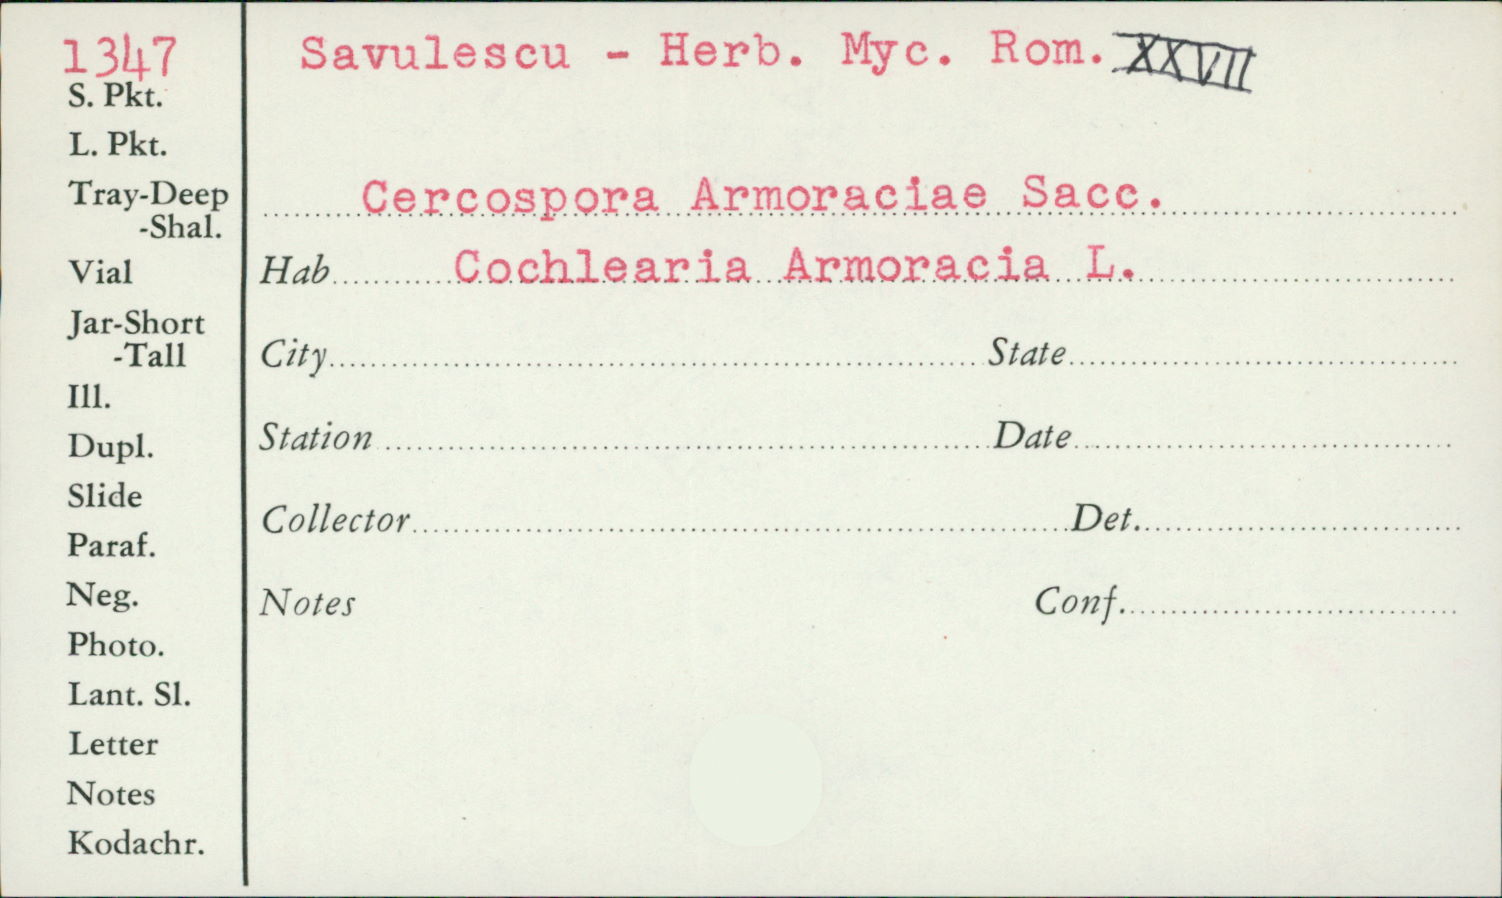 1347 Savulescu - Herb. Myc. Rom. XXVII
S. Pkt.
L. Pkt.
Tray-Deep
-Shal.
Vial
Jar-Short
-Tall
Ill.
Dupl.
Slide
Paraf.
Neg.
Photo.
Lant. Sl.
Letter
Notes
Kodachr.
Cercospora Armoraciae Sacc.
Hab Cochlearia Armoracia L.
City State
Station Date
Collector Det.
Notes Conf.